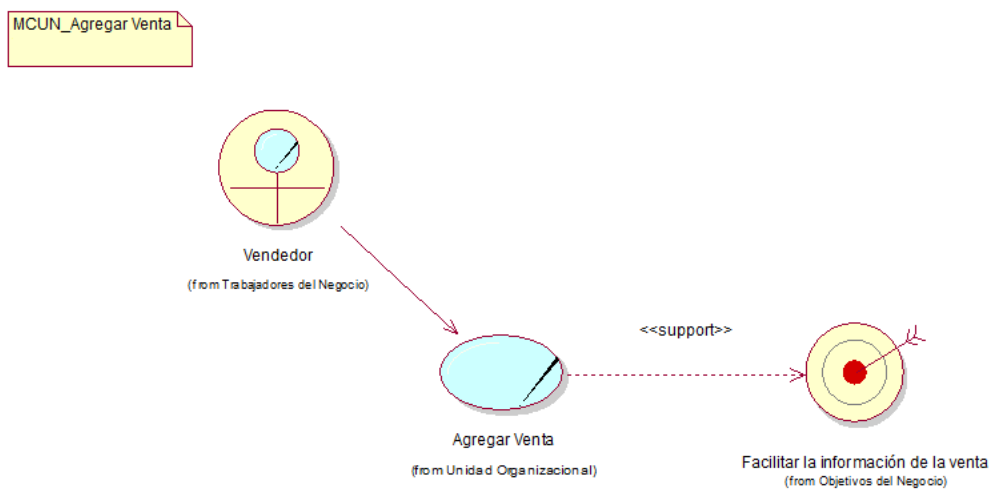 MCUN_Agregar Venta
Vendedor
(from Trabajadores del Negocio)
<<support>>
Agregar Venta
(from Unidad Organizacional)
Facilitar la información de la venta
(from Objetivos del Negocio)